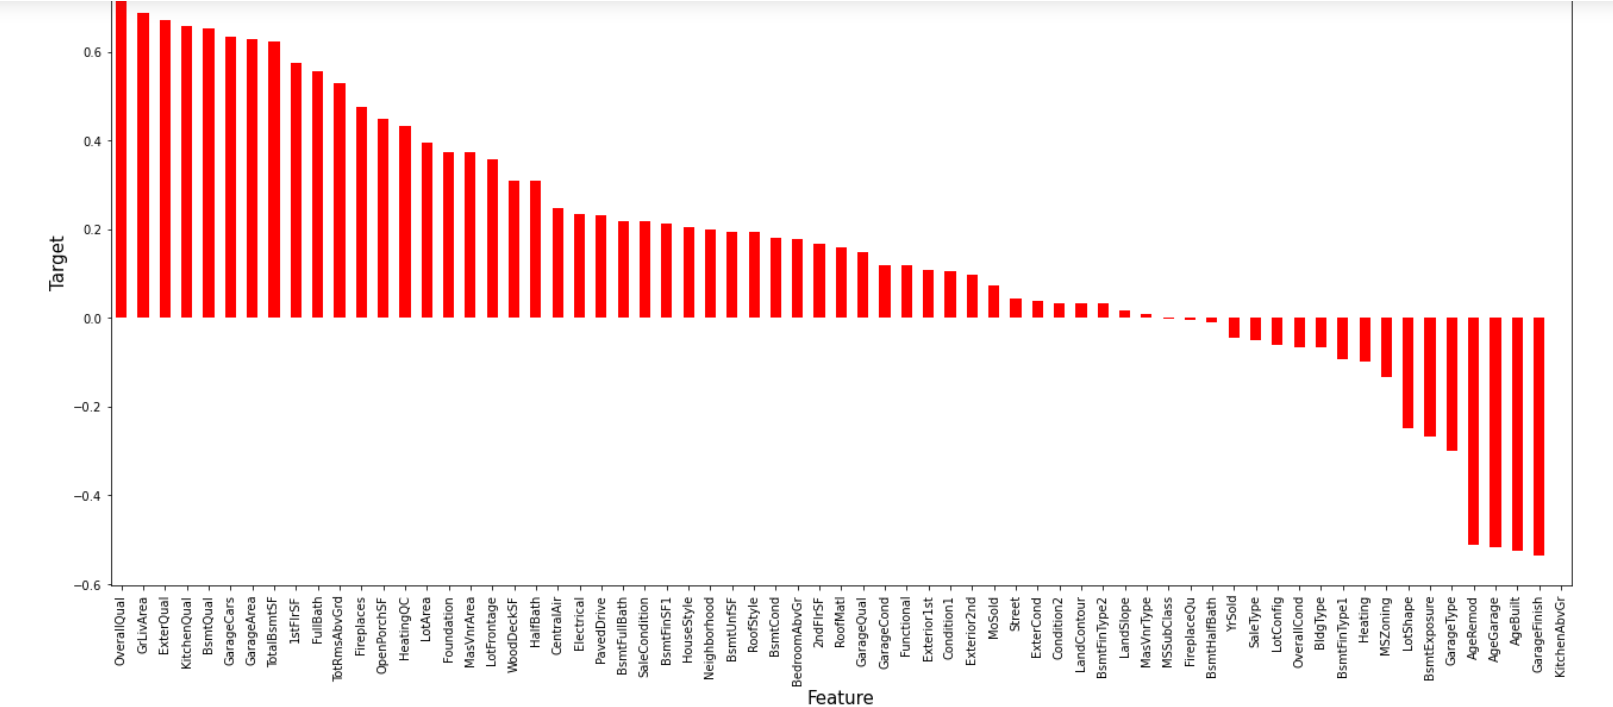 0.6
0.4
0.2
0.0
−0.2
−0.4
−0.6
Target
OverallQual
GrLivArea
ExterQual
KitchenQual
BsmtQual
GarageCars
GarageArea
TotalBsmtSF
1stFlrSF
FullBath
TotRmsAbvGrd
Fireplaces
OpenPorchSF
HeatingQC
LotArea
Foundation
MasVnrArea
LotFrontage
WoodDeckSF
HalfBath
CentralAir
Electrical
PavedDrive
BsmtFullBath
SaleCondition
BsmtFinSF1
HouseStyle
Neighborhood
BsmtUnfSF
RoofStyle
BsmtCond
BedroomAbvGr
2ndFlrSF
RoofMatl
GarageQual
GarageCond
Functional
Exterior1st
Condition1
Exterior2nd
MoSold
Street
ExterCond
Condition2
LandContour
BsmtFinType2
LandSlope
MasVnrType
MSSubClass
FireplaceQu
BsmtHalfBath
YrSold
SaleType
LotConfig
OverallCond
BldgType
BsmtFinType1
Heating
MSZoning
LotShape
BsmtExposure
GarageType
AgeRemod
AgeGarage
AgeBuilt
GarageFinish
KitchenAbvGr
Feature